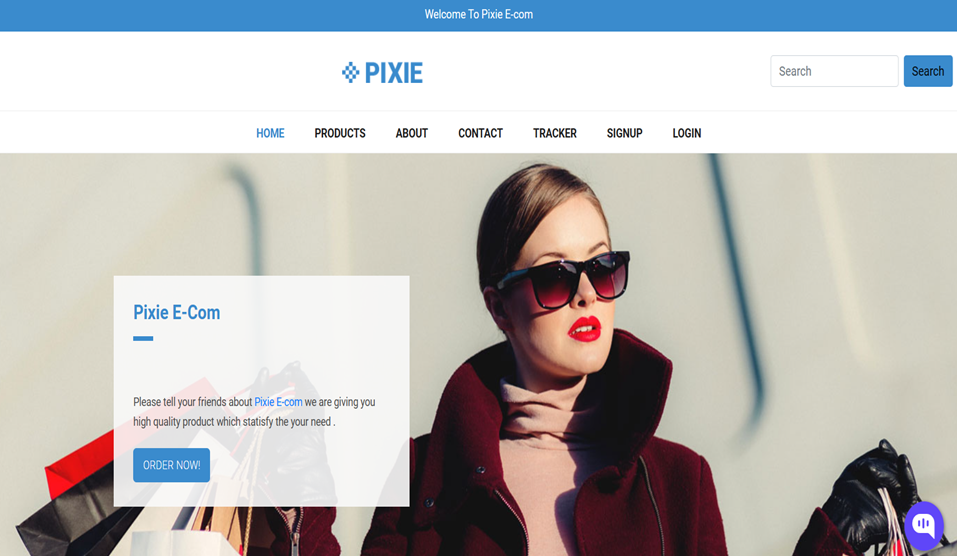 Welcome To Pixie E-com
PIXIE
Search
Search
HOME PRODUCTS ABOUT CONTACT TRACKER SIGNUP LOGIN
Pixie E-Com
Please tell your friends about Pixie E-com we are giving you
high quality product which statisfy the your need .
ORDER NOW!